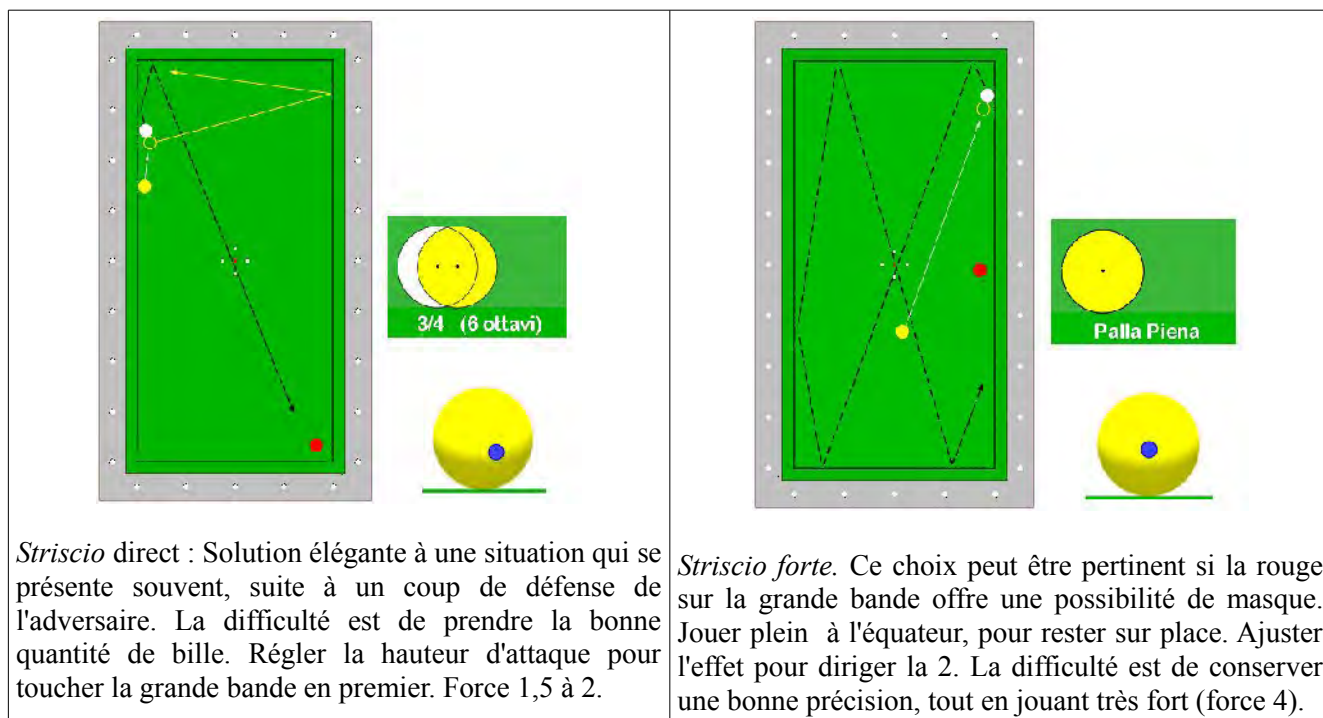 3/4 (6 ottavi)
Striscio direct : Solution élégante à une situation qui se
présente souvent, suite à un coup de défense de
l'adversaire. La difficulté est de prendre la bonne
quantité de bille. Régler la hauteur d'attaque pour
toucher la grande bande en premier. Force 1,5 à 2.
Palla Piena
Striscio forte. Ce choix peut être pertinent si la rouge
sur la grande bande offre une possibilité de masque.
Jouer plein à l'équateur, pour rester sur place. Ajuster
l'effet pour diriger la 2. La difficulté est de conserver
une bonne précision, tout en jouant très fort (force 4).